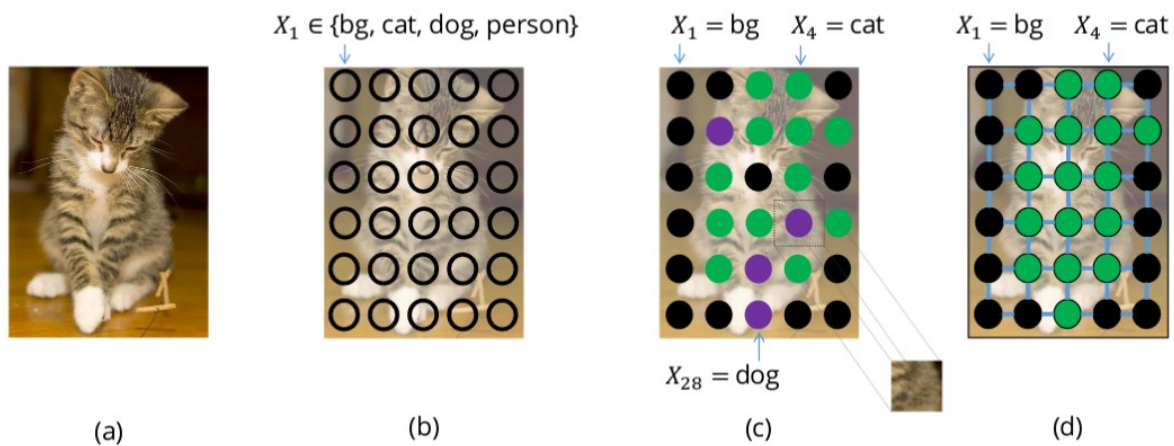 X₁ ∈ {bg, cat, dog, person}
X₁ = bg X₄ = cat
X₁ = bg X₄ = cat
X₂₈ = dog
(a) (b) (c) (d)